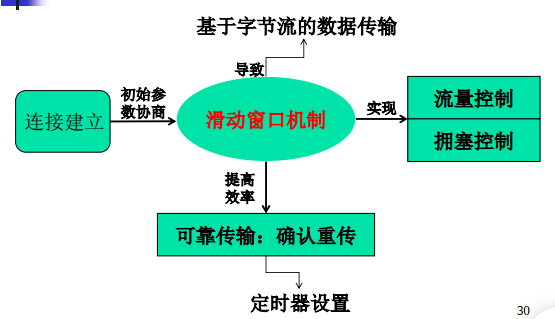 基于字节流的数据传输
导致
初始参
数协商
连接建立
滑动窗口机制
实现
流量控制
拥塞控制
提高
效率
可靠传输：确认重传
定时器设置
30